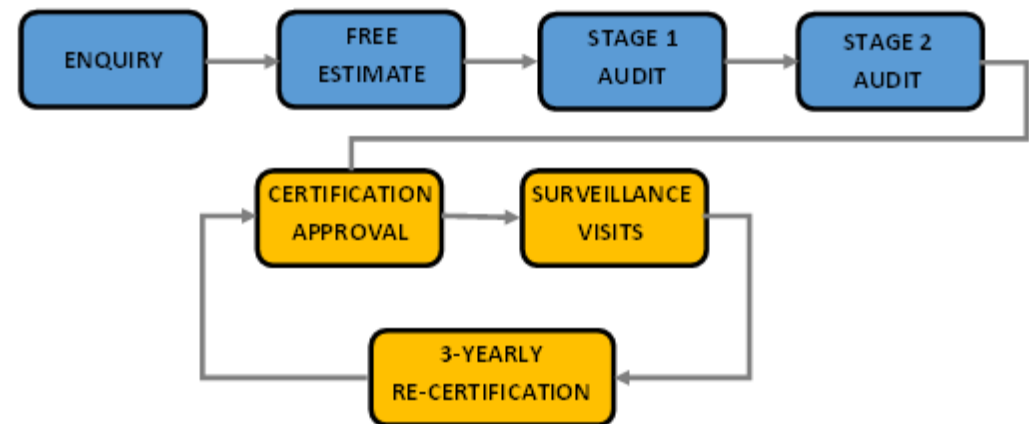 ENQUIRY
FREE
ESTIMATE
STAGE 1
AUDIT
STAGE 2
AUDIT
CERTIFICATION
APPROVAL
SURVEILLANCE
VISITS
3-YEARLY
RE-CERTIFICATION